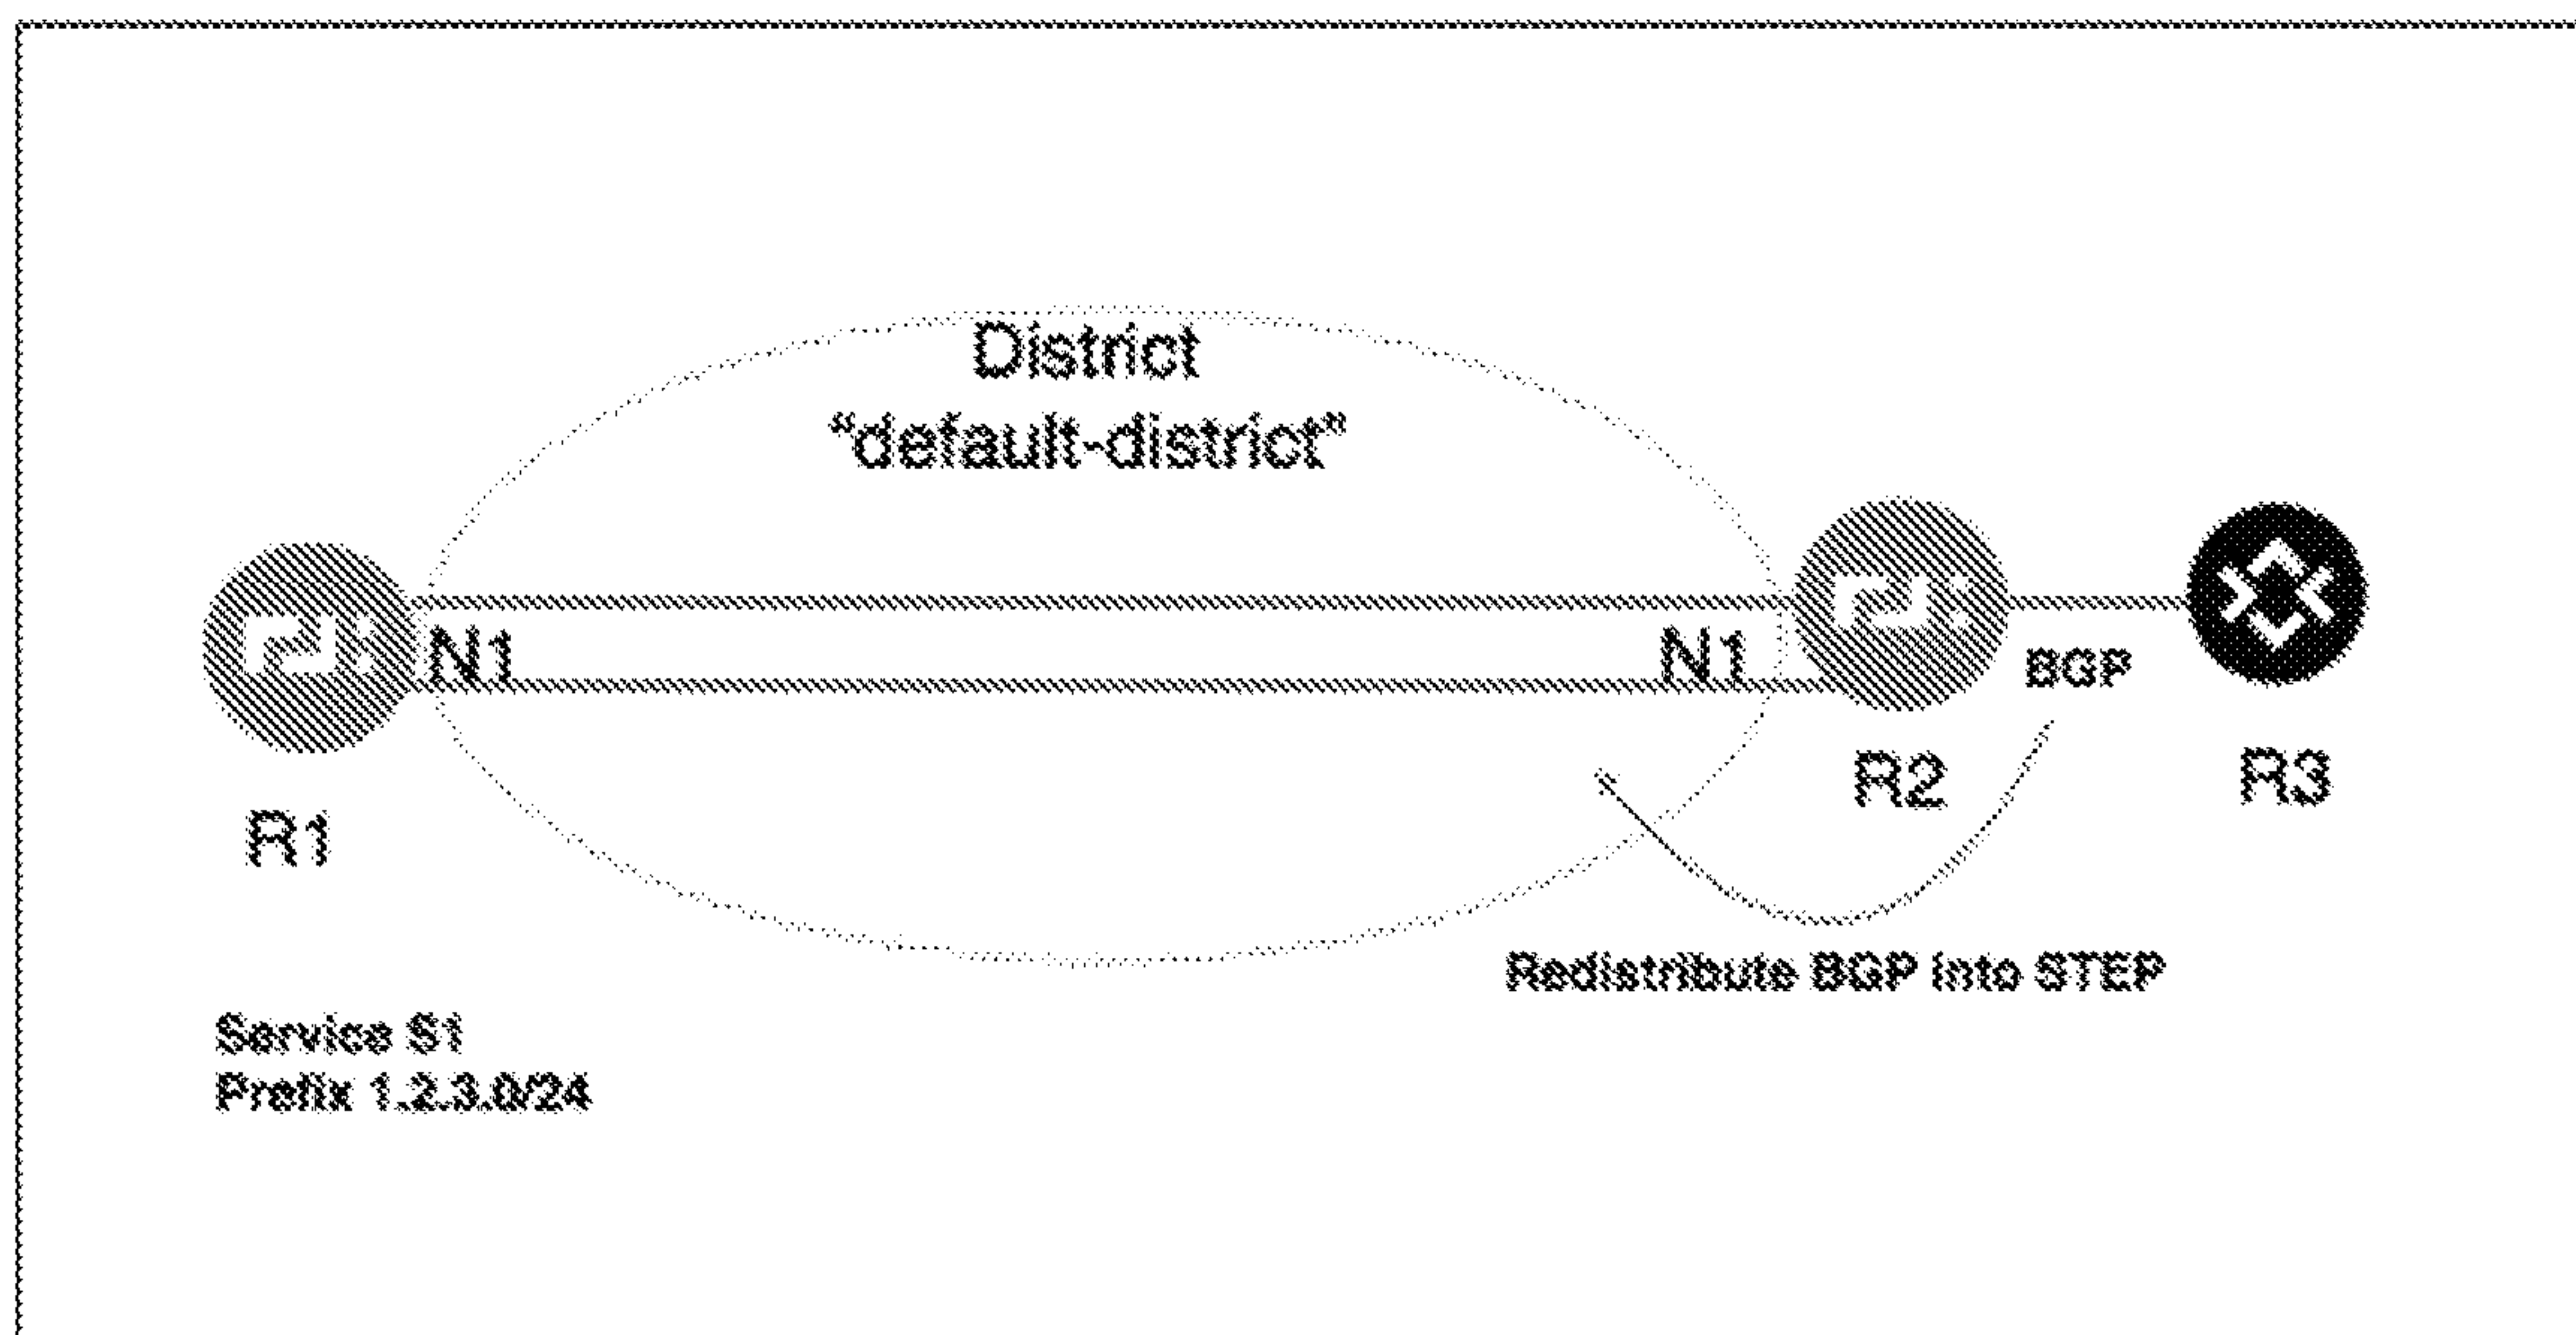 District
“default-district”
N1
N1
BGP
R1
R2
R3
Redistribute BGP into STEP
Service S1
Prefix 1.2.3.0/24